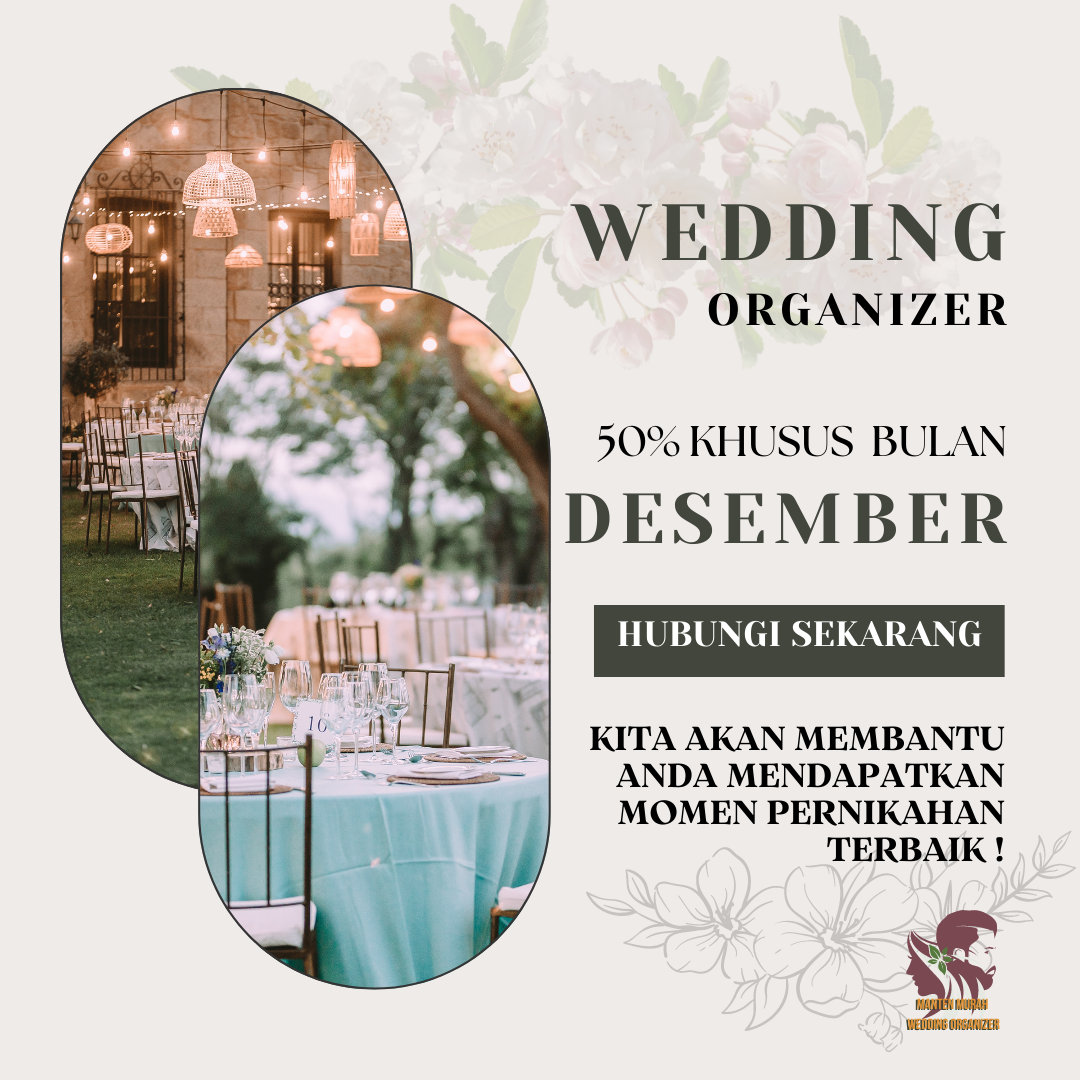 WEDDING
ORGANIZER
50% KHUSUS BULAN
DESEMBER
HUBUNGI SEKARANG
KITA AKAN MEMBANTU
ANDA MENDAPATKAN
MOMEN PERNIKAHAN
TERBAIK !
10
MANTEN MURAH
WEDDING ORGANIZER